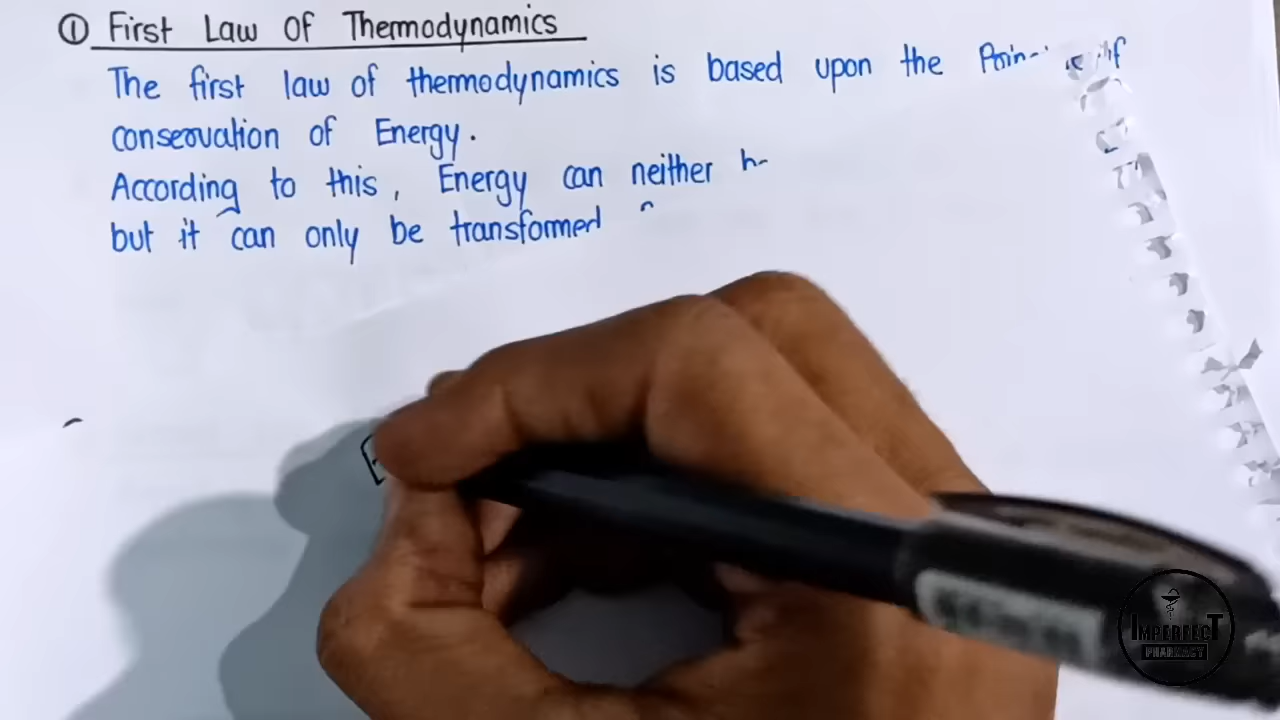 ① First Law Of Thermodynamics
The first law of thermodynamics is based upon the
conservation of Energy.
According to this, Energy can neither
but it can only be transformed
IMPERFECT
PHARMACY